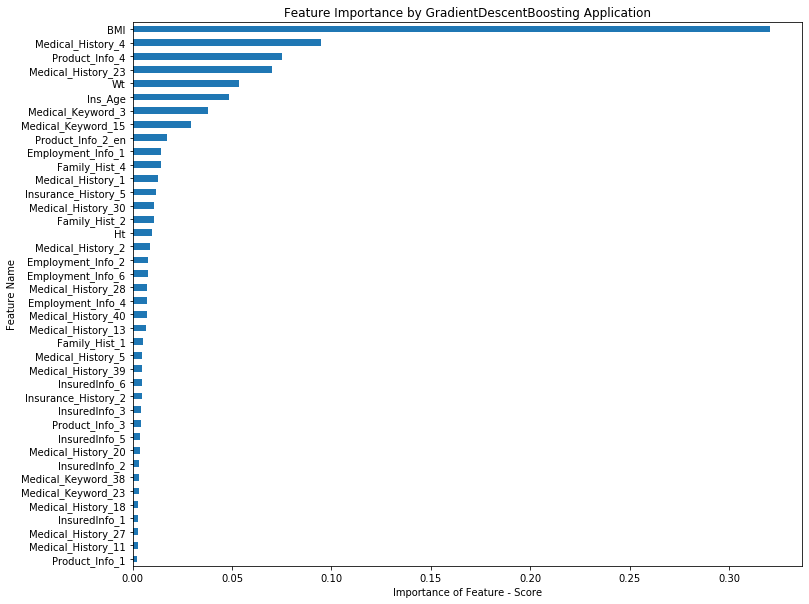 Feature Importance by GradientDescentBoosting Application
BMI
Medical_History_4
Product_Info_4
Medical_History_23
Wt
Ins_Age
Medical_Keyword_3
Medical_Keyword_15
Product_Info_2_en
Employment_Info_1
Family_Hist_4
Medical_History_1
Insurance_History_5
Medical_History_30
Family_Hist_2
Ht
Medical_History_2
Employment_Info_2
Employment_Info_6
Medical_History_28
Employment_Info_4
Medical_History_40
Medical_History_13
Family_Hist_1
Medical_History_5
Medical_History_39
InsuredInfo_6
Insurance_History_2
InsuredInfo_3
Product_Info_3
InsuredInfo_5
Medical_History_20
InsuredInfo_2
Medical_Keyword_38
Medical_Keyword_23
Medical_History_18
InsuredInfo_1
Medical_History_27
Medical_History_11
Product_Info_1
Feature Name
0.00 0.05 0.10 0.15 0.20 0.25 0.30
Importance of Feature - Score